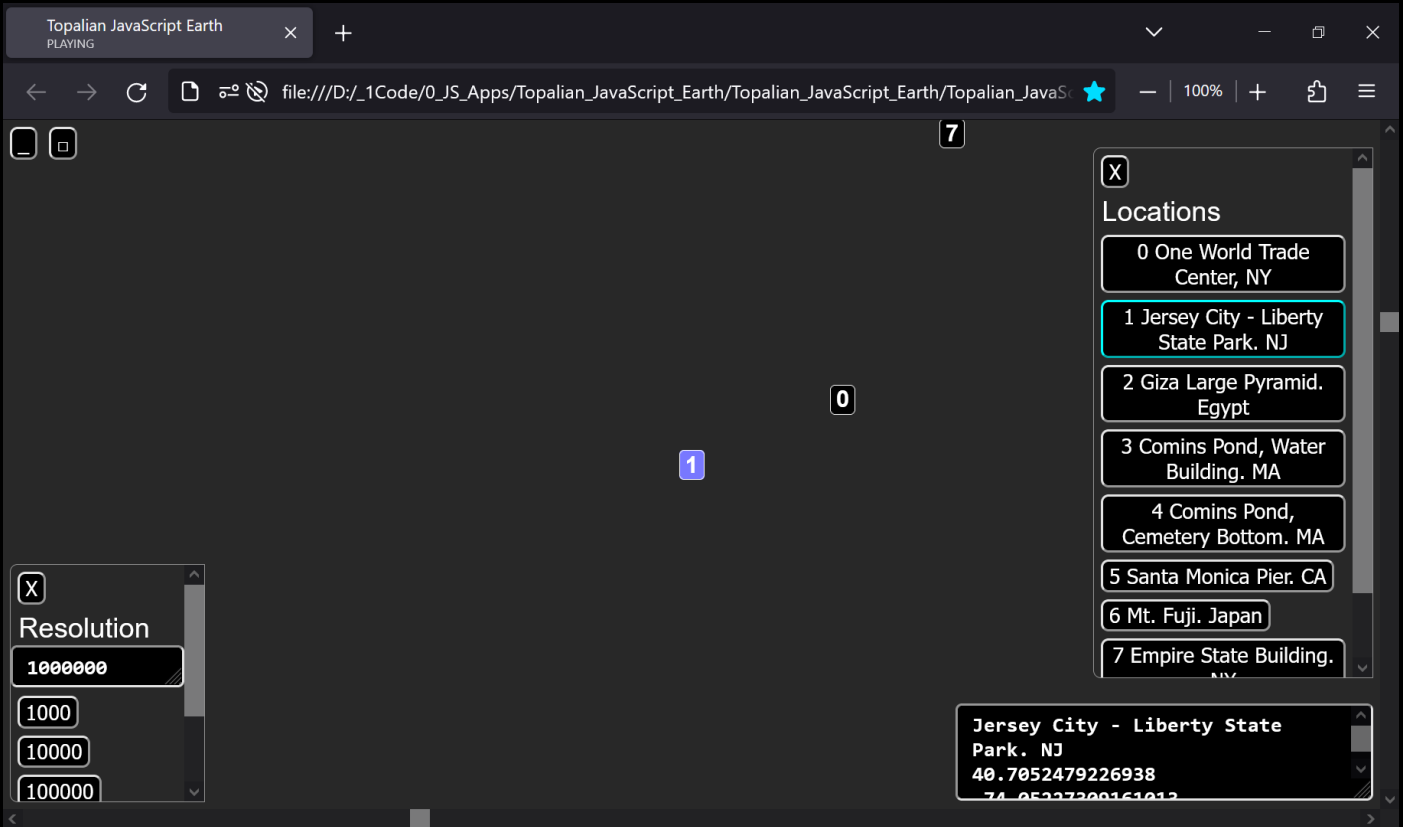 Topalian JavaScript Earth
PLAYING
file:///D:/_1Code/0_JS_Apps/Topalian_JavaScript_Earth/Topalian_JavaScript_Earth/Topalian_JavaSc
100%
_
7
X
Locations
0 One World Trade
Center, NY
1 Jersey City - Liberty
State Park. NJ
2 Giza Large Pyramid.
Egypt
3 Comins Pond, Water
Building. MA
4 Comins Pond,
Cemetery Bottom. MA
5 Santa Monica Pier. CA
6 Mt. Fuji. Japan
7 Empire State Building.
NY
0
1
X
Resolution
1000000
1000
10000
100000
Jersey City - Liberty State
Park. NJ
40.7052479226938
-74.05227309161013